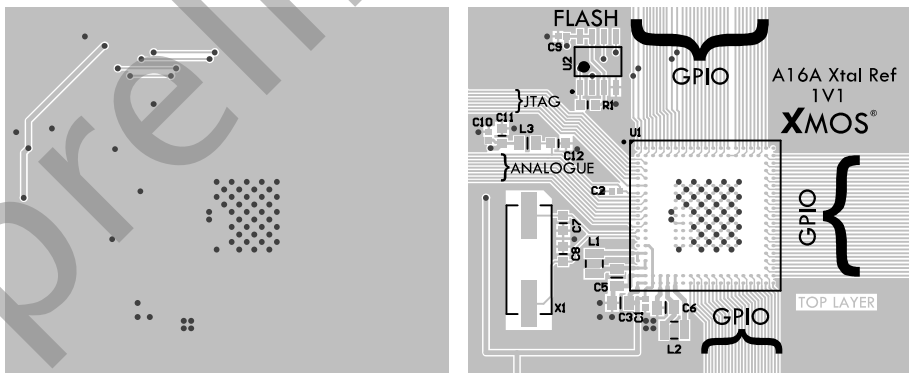 preli
FLASH
C9
U2
GPIO
A16A Xtal Ref
1V1
XMOS®
JTAG
R1
C10
C11
L3
U1
C12
ANALOGUE
C2
GPIO
C7
L1
C8
C5
X1
C3
C6
TOP LAYER
GPIO
L2